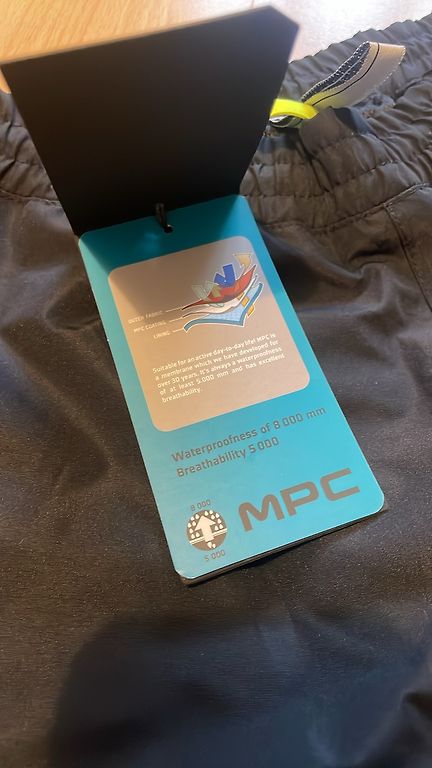 OUTER FABRIC
MPC COATING
LINING
Suitable for an active day-to-day life! MPC is
a membrane which we have developed for
over 30 years. It's always a waterproofness
of at least 5.000 mm and has excellent
breathability.
Waterproofness of 8 000 mm
Breathability 5 000
8 000
5 000
MPC